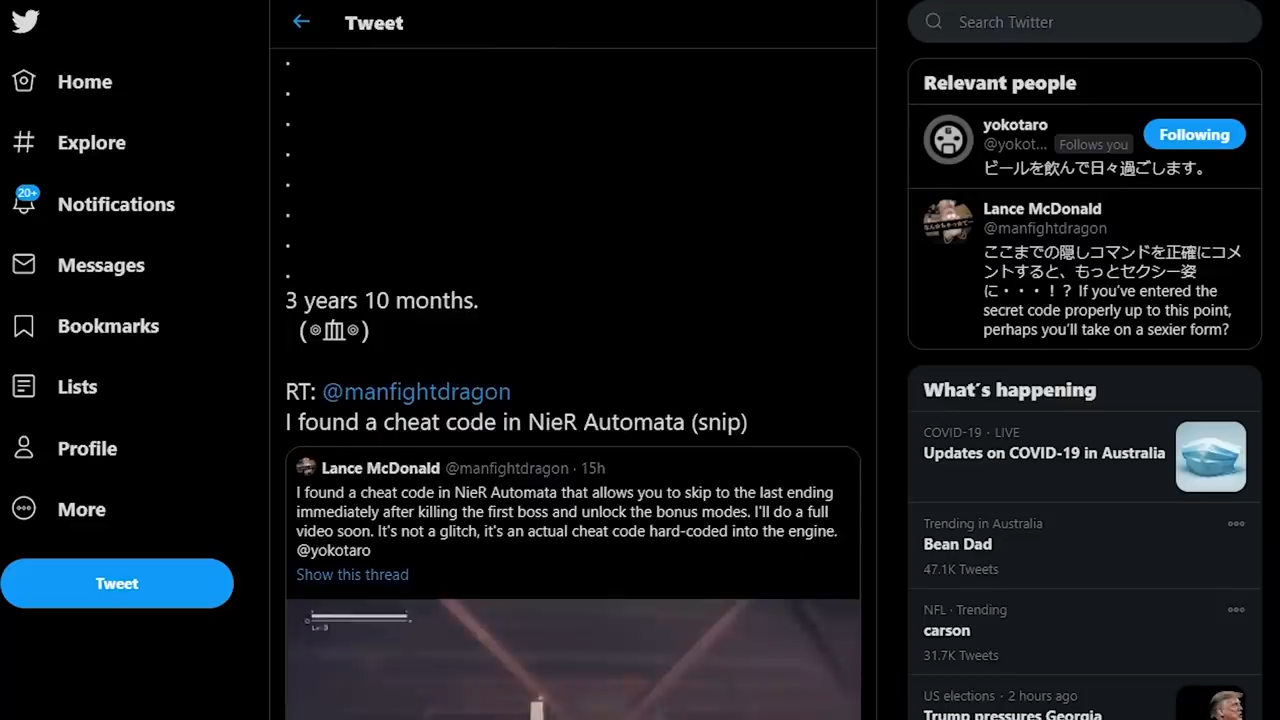 Tweet
Home
Explore
20+
Notifications
Messages
Bookmarks
Lists
Profile
More
Tweet
.
.
.
.
.
.
.
.
3 years 10 months.
(๏皿๏)
RT: @manfightdragon
I found a cheat code in NieR Automata (snip)
Lance McDonald @manfightdragon · 15h
I found a cheat code in NieR Automata that allows you to skip to the last ending
immediately after killing the first boss and unlock the bonus modes. I'll do a full
video soon. It's not a glitch, it's an actual cheat code hard-coded into the engine.
@yokotaro
Show this thread
Lv:3
Search Twitter
Relevant people
yokotaro
@yokot... Follows you
Following
ビールを飲んで日々過ごします。
Lance McDonald
@manfightdragon
ここまでの隠しコマンドを正確にコメ
ントすると、もっとセクシー姿
に・・・！？ If you’ve entered the
secret code properly up to this point,
perhaps you’ll take on a sexier form?
What’s happening
COVID-19 · LIVE
Updates on COVID-19 in Australia
Trending in Australia
Bean Dad
47.1K Tweets
NFL · Trending
carson
31.7K Tweets
US elections · 2 hours ago
Trump pressures Georgia